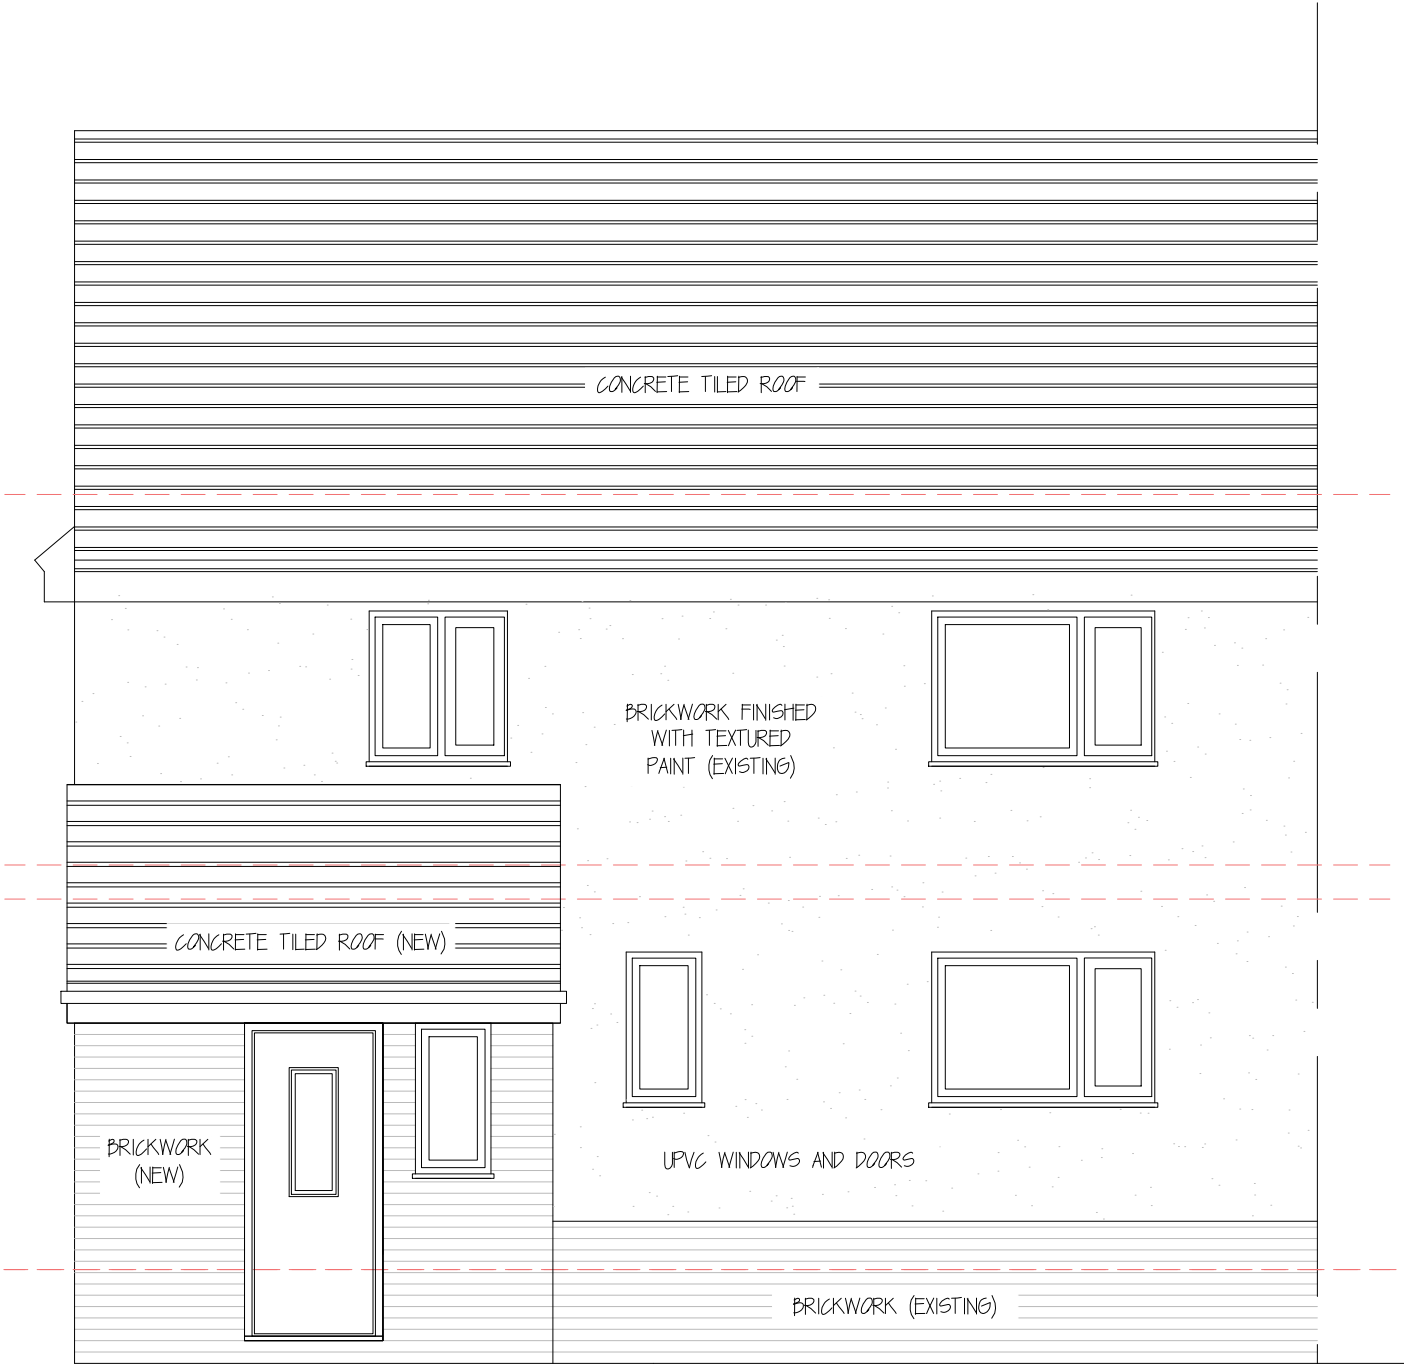 CONCRETE TILED ROOF
BRICKWORK FINISHED
WITH TEXTURED
PAINT (EXISTING)
CONCRETE TILED ROOF (NEW)
BRICKWORK
(NEW)
UPVC WINDOWS AND DOORS
BRICKWORK (EXISTING)